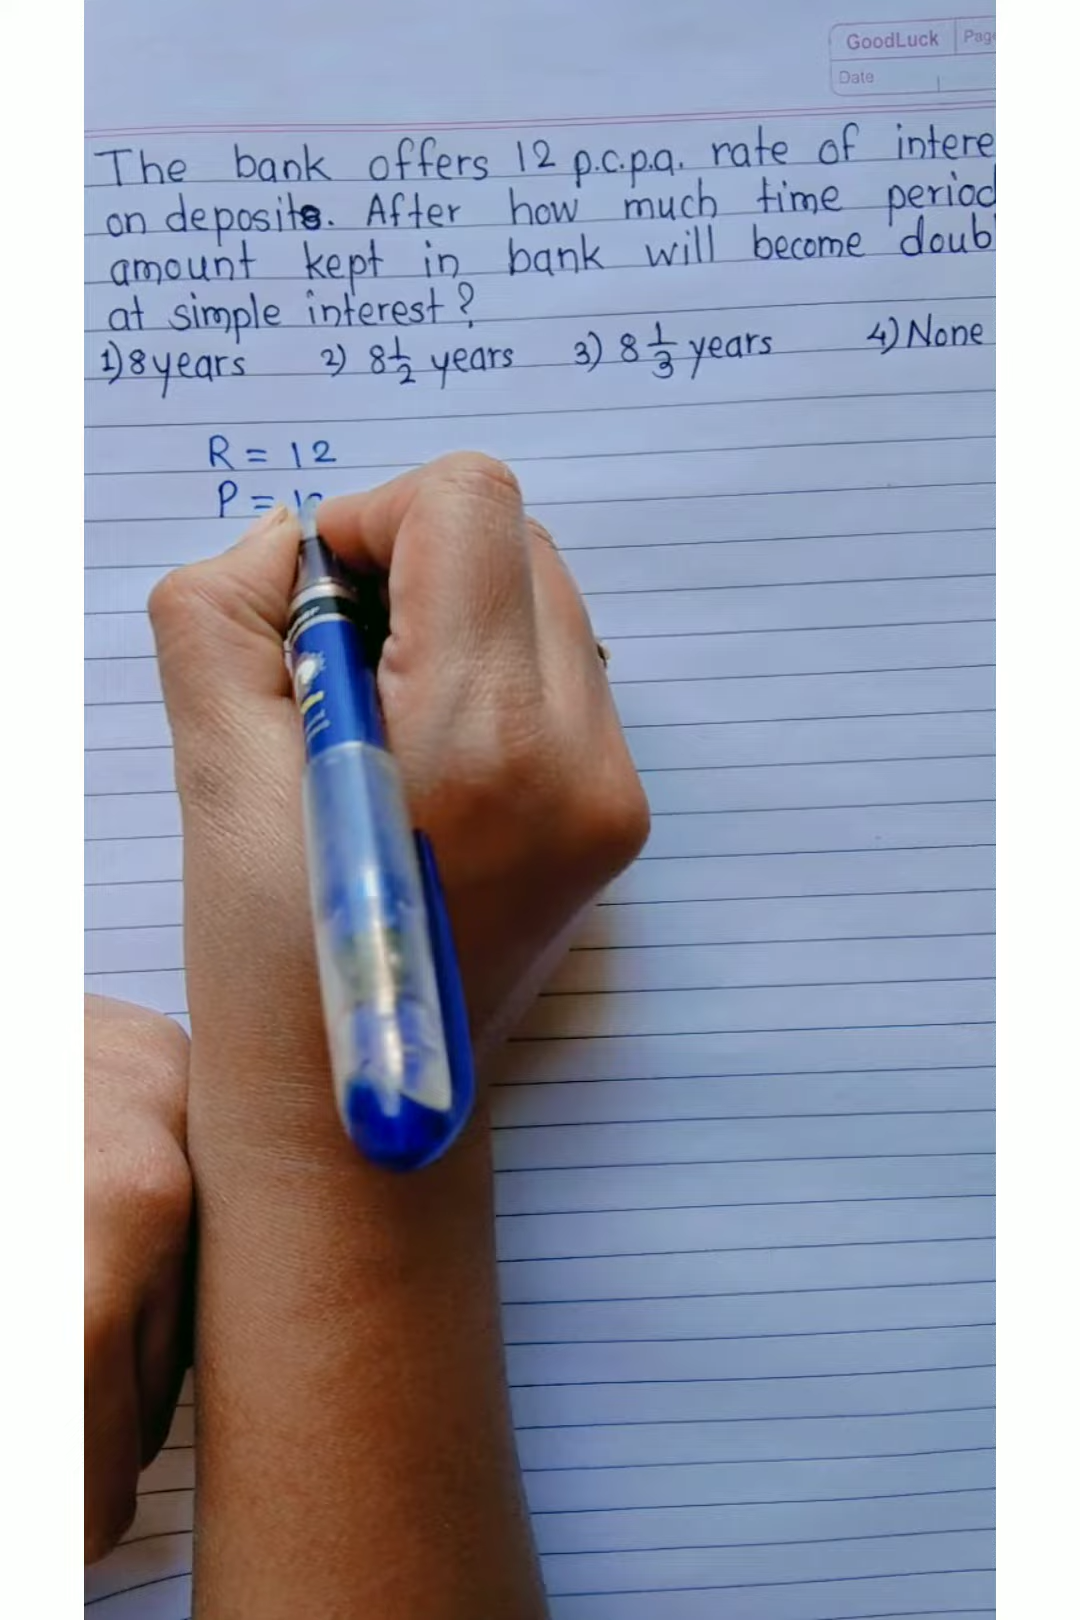 GoodLuck
Date
The bank offers 12 p.c.p.a. rate of
on deposits. After how much time period
amount kept in bank will become
at simple interest?
1) 8 years 2) 8 1/2 years 3) 8 1/3 years 4) None
R = 12
P =